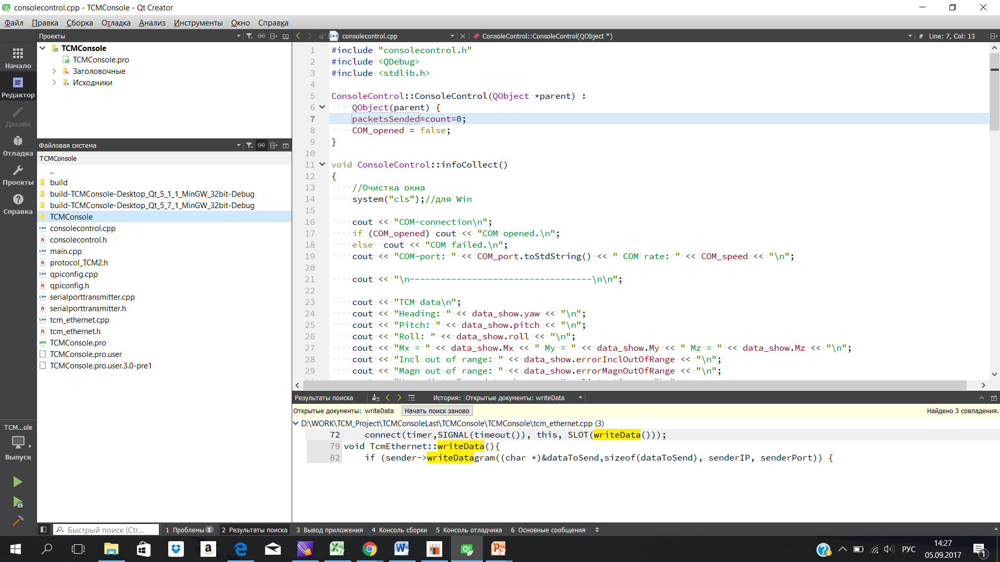 consolecontrol.cpp - TCMConsole - Qt Creator
Файл Правка Сборка Отладка Анализ Инструменты Окно Справка
Проекты
TCMConsole
TCMConsole.pro
Заголовочные
Исходники
Начало
Редактор
Дизайн
Отладка
Проекты
Справка
Файловая система
TCMConsole
..
build
build-TCMConsole-Desktop_Qt_5_1_1_MinGW_32bit-Debug
build-TCMConsole-Desktop_Qt_5_7_1_MinGW_32bit-Debug
TCMConsole
consolecontrol.cpp
consolecontrol.h
main.cpp
protocol_TCM2.h
qpiconfig.cpp
qpiconfig.h
serialporttransmitter.cpp
serialporttransmitter.h
tcm_ethernet.cpp
tcm_ethernet.h
TCMConsole.pro
TCMConsole.pro.user
TCMConsole.pro.user.3.0-pre1
TCM...ole
Выпуск
consolecontrol.cpp ConsoleControl::ConsoleControl(QObject *) # Line: 7, Col: 13
1 #include "consolecontrol.h"
2 #include <QDebug>
3 #include <stdlib.h>
4
5 ConsoleControl::ConsoleControl(QObject *parent) :
6 QObject(parent) {
7 packetsSended=count=0;
8 COM_opened = false;
9 }
10
11 void ConsoleControl::infoCollect()
12 {
13 //Очистка окна
14 system("cls");//для Win
15
16 cout << "COM-connection\n";
17 if (COM_opened) cout << "COM opened.\n";
18 else cout << "COM failed.\n";
19 cout << "COM-port: " << COM_port.toStdString() << " COM rate: " << COM_speed << "\n";
20
21 cout << "\n-----------------------------------\n\n";
22
23 cout << "TCM data\n";
24 cout << "Heading: " << data_show.yaw << "\n";
25 cout << "Pitch: " << data_show.pitch << "\n";
26 cout << "Roll: " << data_show.roll << "\n";
27 cout << "Mx = " << data_show.Mx << " My = " << data_show.My << " Mz = " << data_show.Mz << "\n";
28 cout << "Incl out of range: " << data_show.errorInclOutOfRange << "\n";
29 cout << "Magn out of range: " << data_show.errorMagnOutOfRange << "\n";
Результаты поиска История: Открытые документы: writeData
Открытые документы: writeData Начать поиск заново Найдено 3 совпадения.
D:\WORK\TCM_Project\TCMConsoleLast\TCMConsole\TCMConsole\tcm_ethernet.cpp (3)
72 connect(timer,SIGNAL(timeout()), this, SLOT(writeData()));
79 void TcmEthernet::writeData(){
82 if (sender->writeDatagram((char *)&dataToSend,sizeof(dataToSend), senderIP, senderPort)) {
Быстрый поиск (Ctr... 1 Проблемы 1 2 Результаты поиска 3 Вывод приложения 4 Консоль сборки 5 Консоль отладчика 6 Основные сообщения
РУС
14:27
05.09.2017
1